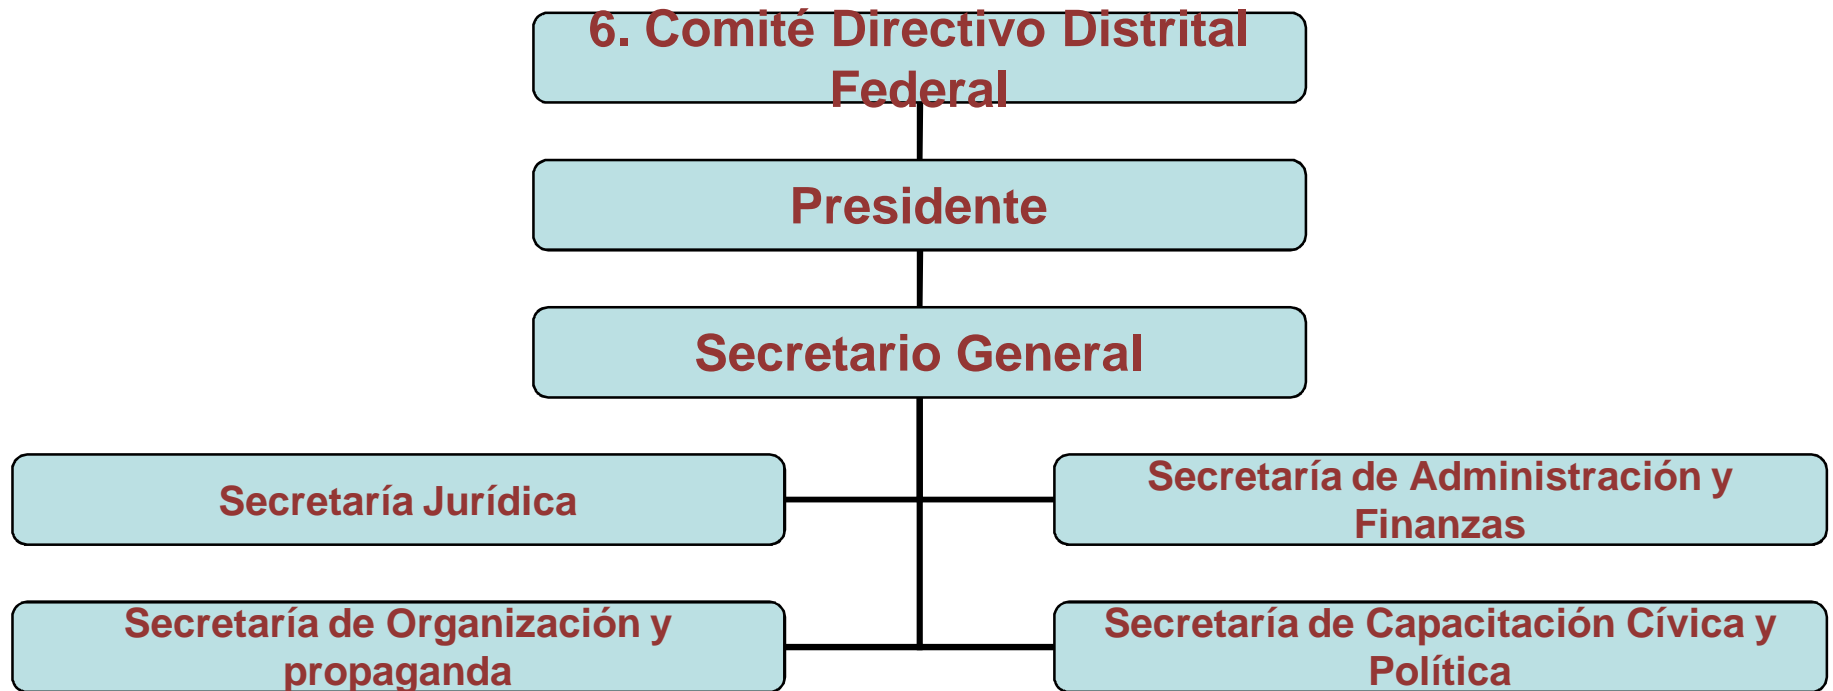 6. Comité Directivo Distrital
Federal
Presidente
Secretario General
Secretaría Jurídica
Secretaría de Administración y
Finanzas
Secretaría de Organización y
propaganda
Secretaría de Capacitación Cívica y
Política